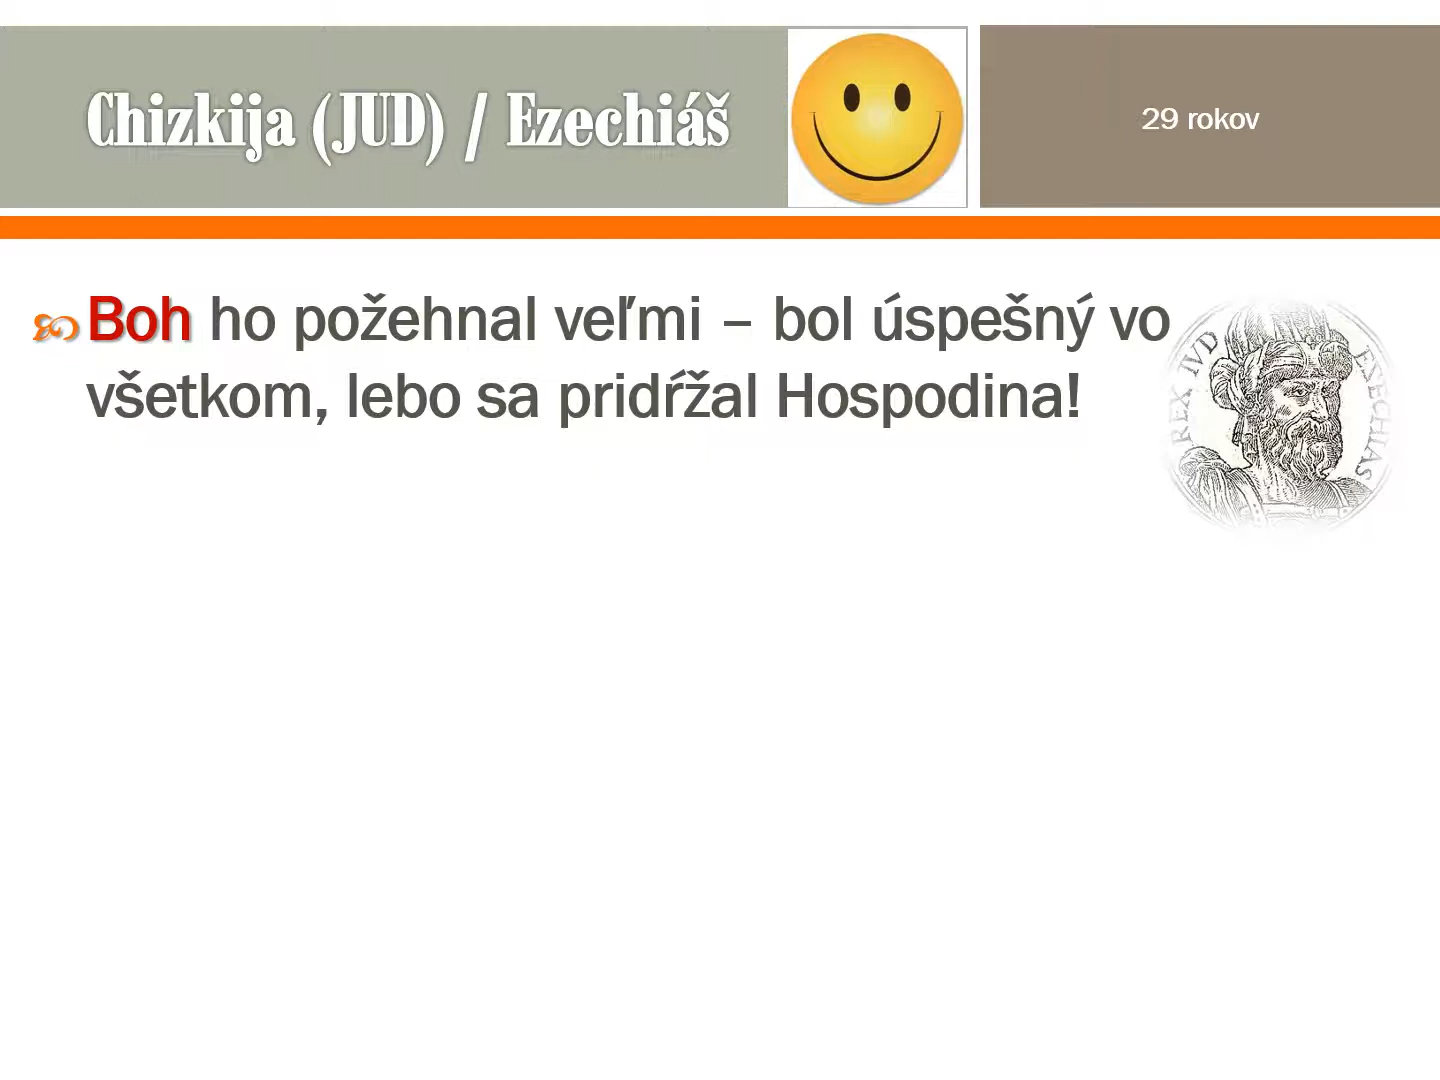 Chizkija (JUD) / Ezechiáš
29 rokov
Boh ho požehnal veľmi – bol úspešný vo
všetkom, lebo sa pridŕžal Hospodina!
REX IVD
ESECHIAS